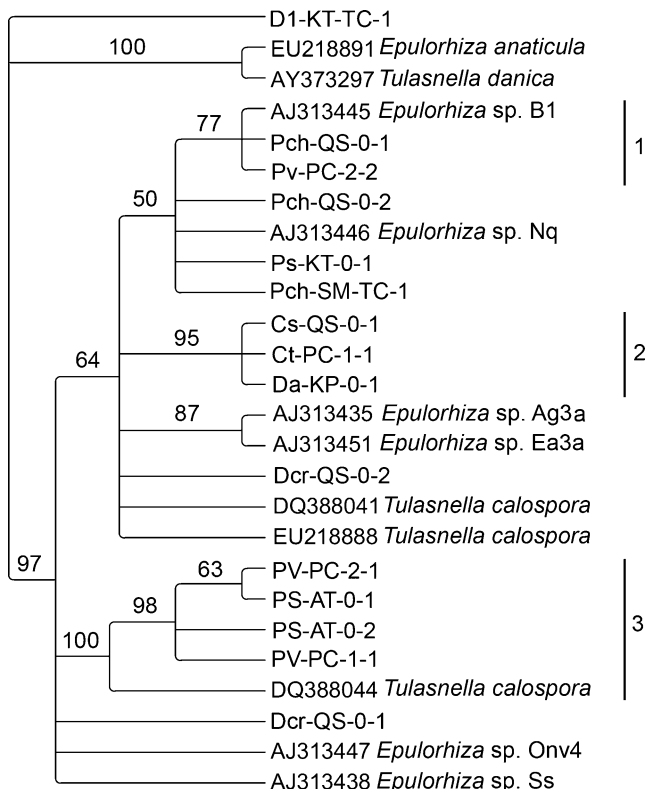 D1-KT-TC-1
100
EU218891 Epulorhiza anaticula
AY373297 Tulasnella danica
AJ313445 Epulorhiza sp. B1
77
Pch-QS-0-1
1
Pv-PC-2-2
50
Pch-QS-0-2
AJ313446 Epulorhiza sp. Nq
Ps-KT-0-1
Pch-SM-TC-1
Cs-QS-0-1
95
Ct-PC-1-1
2
64
Da-KP-0-1
87
AJ313435 Epulorhiza sp. Ag3a
AJ313451 Epulorhiza sp. Ea3a
Dcr-QS-0-2
DQ388041 Tulasnella calospora
EU218888 Tulasnella calospora
97
63
PV-PC-2-1
PS-AT-0-1
98
PS-AT-0-2
3
100
PV-PC-1-1
DQ388044 Tulasnella calospora
Dcr-QS-0-1
AJ313447 Epulorhiza sp. Onv4
AJ313438 Epulorhiza sp. Ss